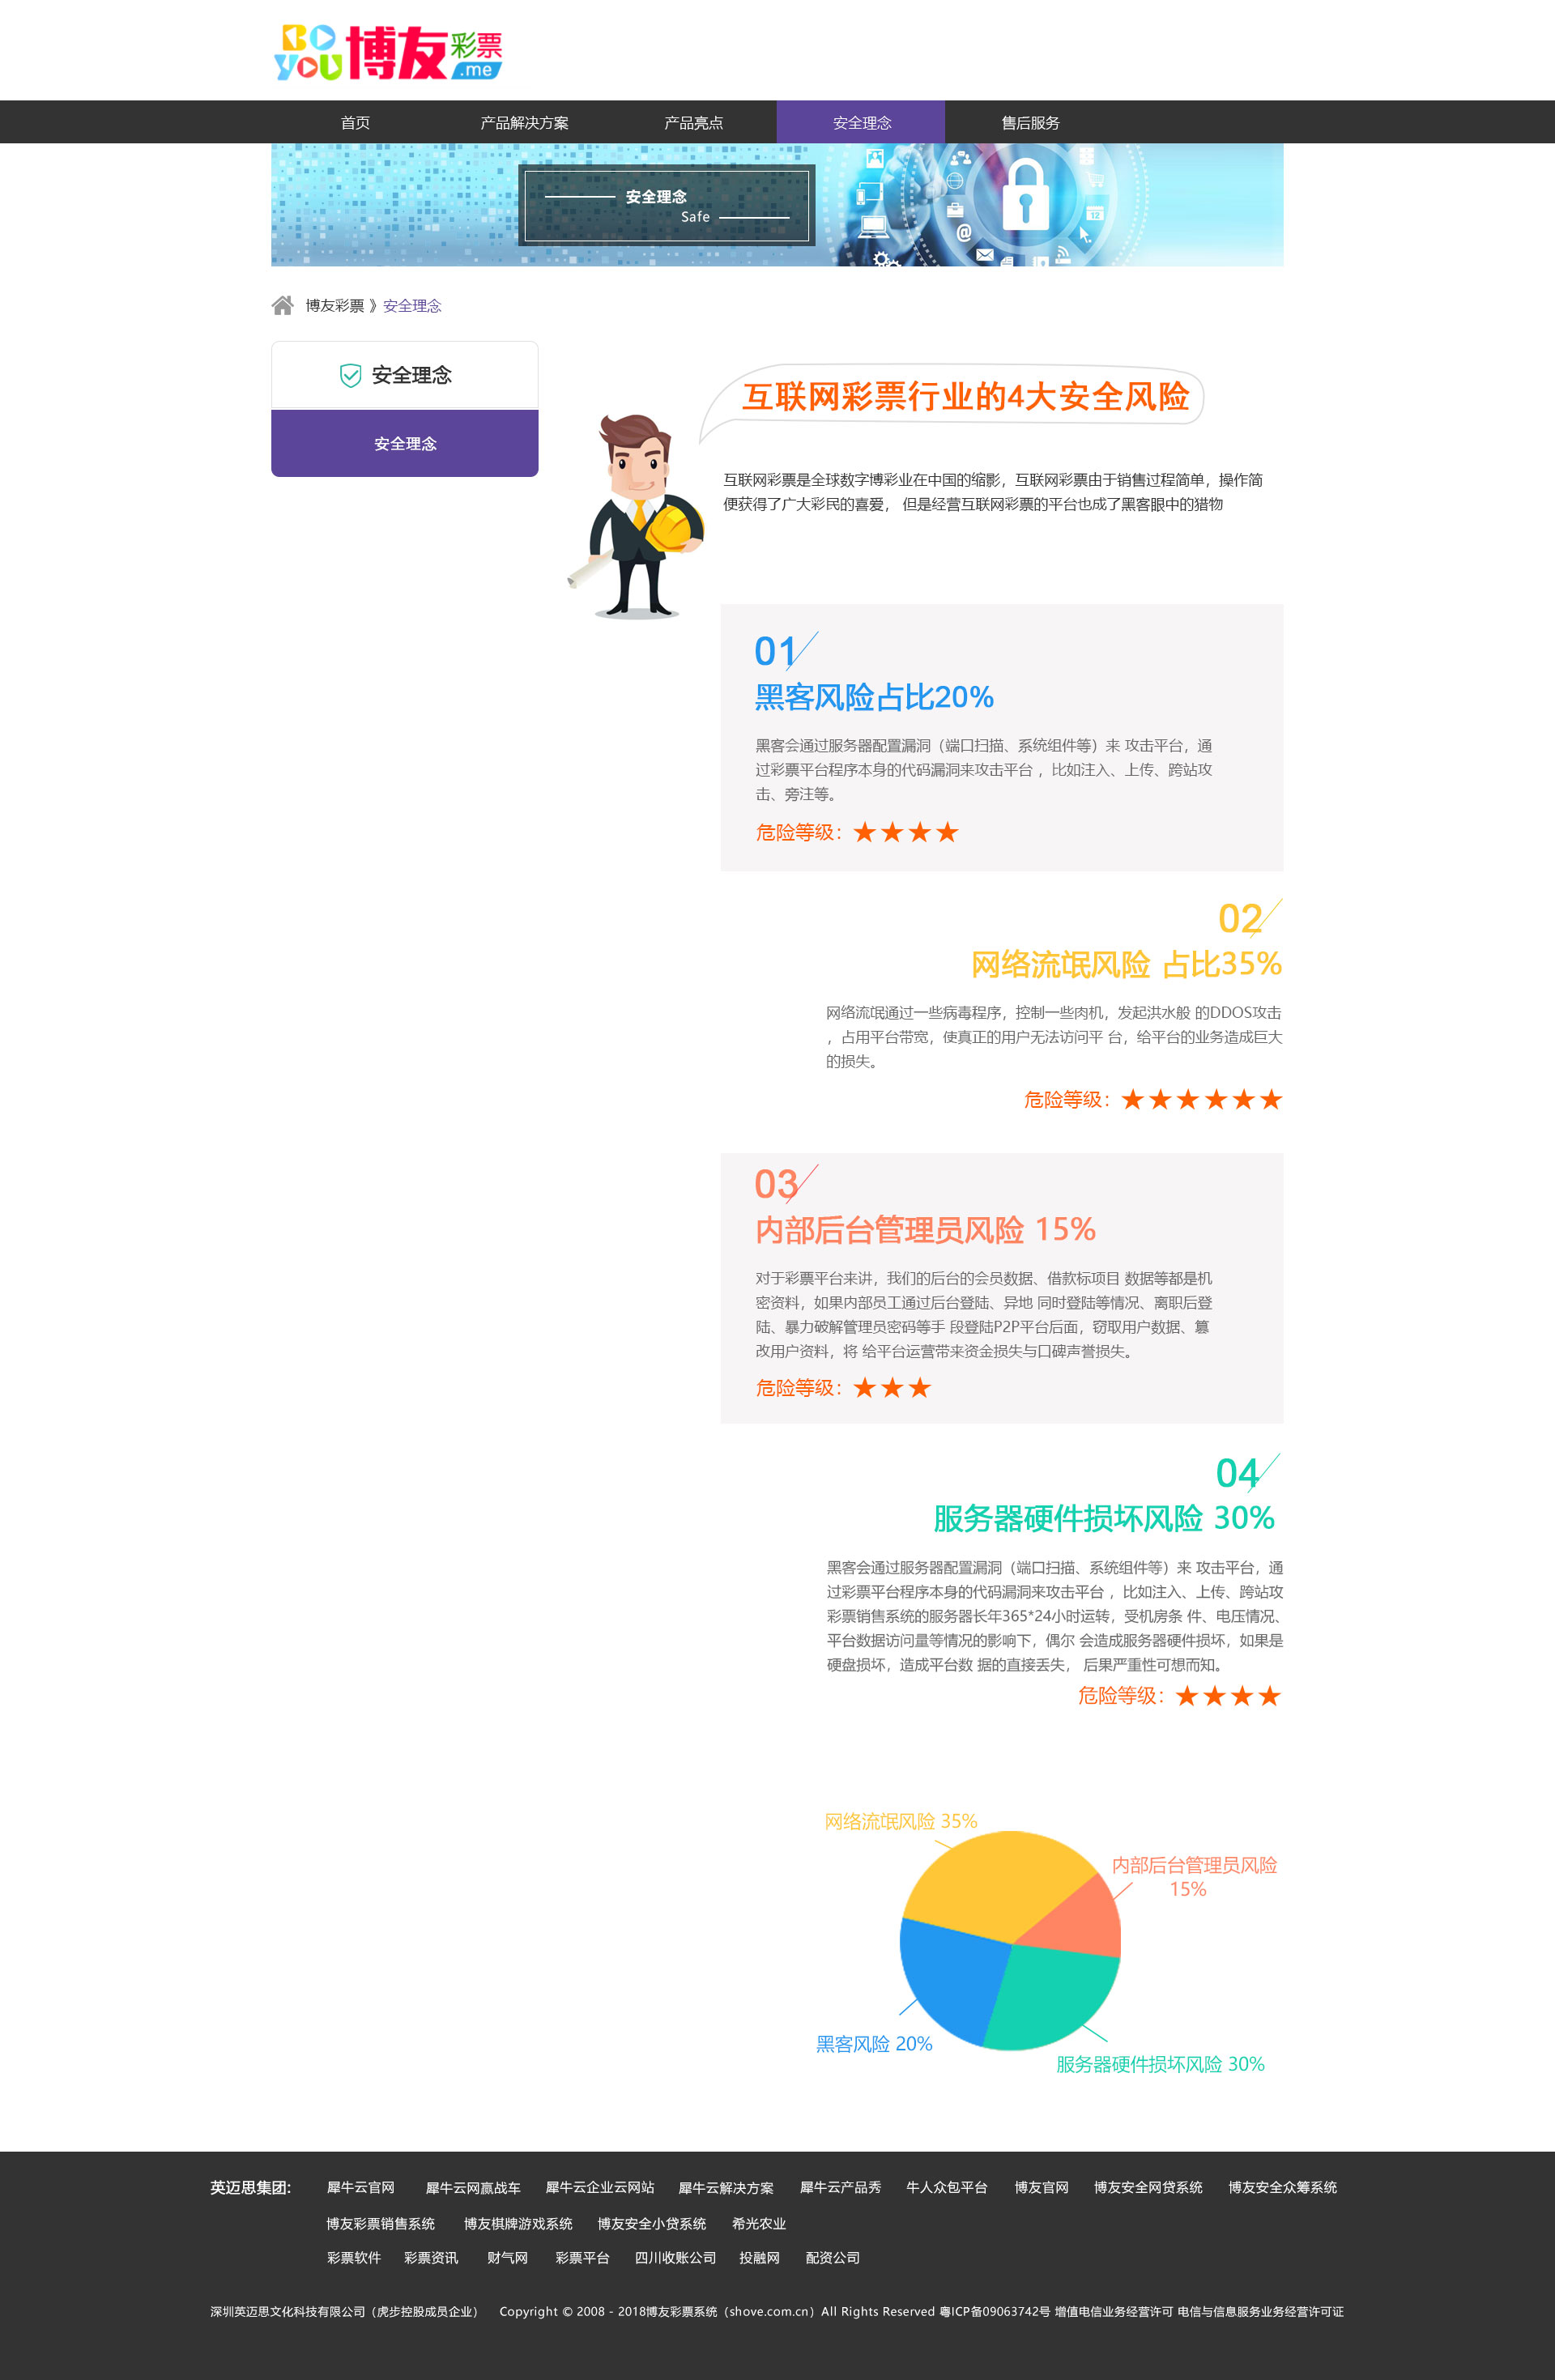 BO
you 博友 彩票
.me
首页 产品解决方案 产品亮点 安全理念 售后服务
安全理念
Safe
12
@
博友彩票 》安全理念
安全理念
安全理念
互联网彩票行业的4大安全风险
互联网彩票是全球数字博彩业在中国的缩影，互联网彩票由于销售过程简单，操作简
便获得了广大彩民的喜爱， 但是经营互联网彩票的平台也成了黑客眼中的猎物
01
黑客风险占比20%
黑客会通过服务器配置漏洞（端口扫描、系统组件等）来 攻击平台，通
过彩票平台程序本身的代码漏洞来攻击平台 ，比如注入、上传、跨站攻
击、旁注等。
危险等级：★★★★
02
网络流氓风险 占比35%
网络流氓通过一些病毒程序，控制一些肉机，发起洪水般 的DDOS攻击
，占用平台带宽，使真正的用户无法访问平 台，给平台的业务造成巨大
的损失。
危险等级：★★★★★★
03
内部后台管理员风险 15%
对于彩票平台来讲，我们的后台的会员数据、借款标项目 数据等都是机
密资料，如果内部员工通过后台登陆、异地 同时登陆等情况、离职后登
陆、暴力破解管理员密码等手 段登陆P2P平台后面，窃取用户数据、篡
改用户资料，将 给平台运营带来资金损失与口碑声誉损失。
危险等级：★★★
04
服务器硬件损坏风险 30%
黑客会通过服务器配置漏洞（端口扫描、系统组件等）来 攻击平台，通
过彩票平台程序本身的代码漏洞来攻击平台 ，比如注入、上传、跨站攻
彩票销售系统的服务器长年365*24小时运转，受机房条 件、电压情况、
平台数据访问量等情况的影响下，偶尔 会造成服务器硬件损坏，如果是
硬盘损坏，造成平台数 据的直接丢失， 后果严重性可想而知。
危险等级：★★★★
网络流氓风险 35%
内部后台管理员风险
15%
黑客风险 20%
服务器硬件损坏风险 30%
英迈思集团: 犀牛云官网 犀牛云网赢战车 犀牛云企业云网站 犀牛云解决方案 犀牛云产品秀 牛人众包平台 博友官网 博友安全网贷系统 博友安全众筹系统
博友彩票销售系统 博友棋牌游戏系统 博友安全小贷系统 希光农业
彩票软件 彩票资讯 财气网 彩票平台 四川收账公司 投融网 配资公司
深圳英迈思文化科技有限公司（虎步控股成员企业） Copyright © 2008 - 2018博友彩票系统（shove.com.cn）All Rights Reserved 粤ICP备09063742号 增值电信业务经营许可 电信与信息服务业务经营许可证